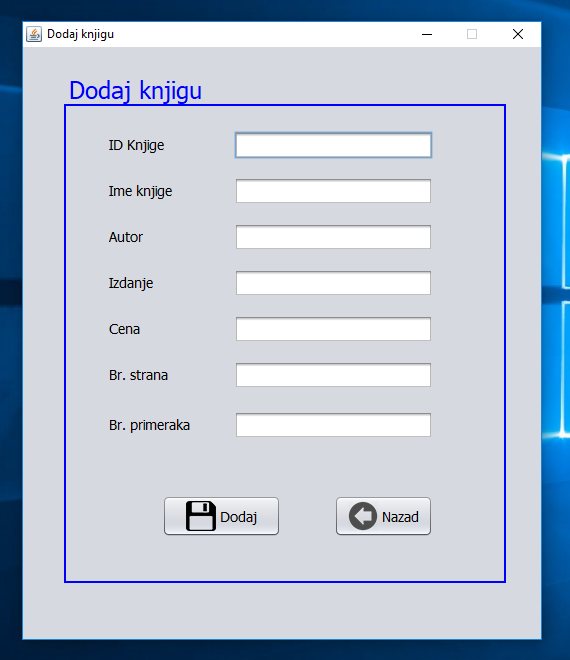 Dodaj knjigu
Dodaj knjigu
ID Knjige
Ime knjige
Autor
Izdanje
Cena
Br. strana
Br. primeraka
Dodaj
Nazad